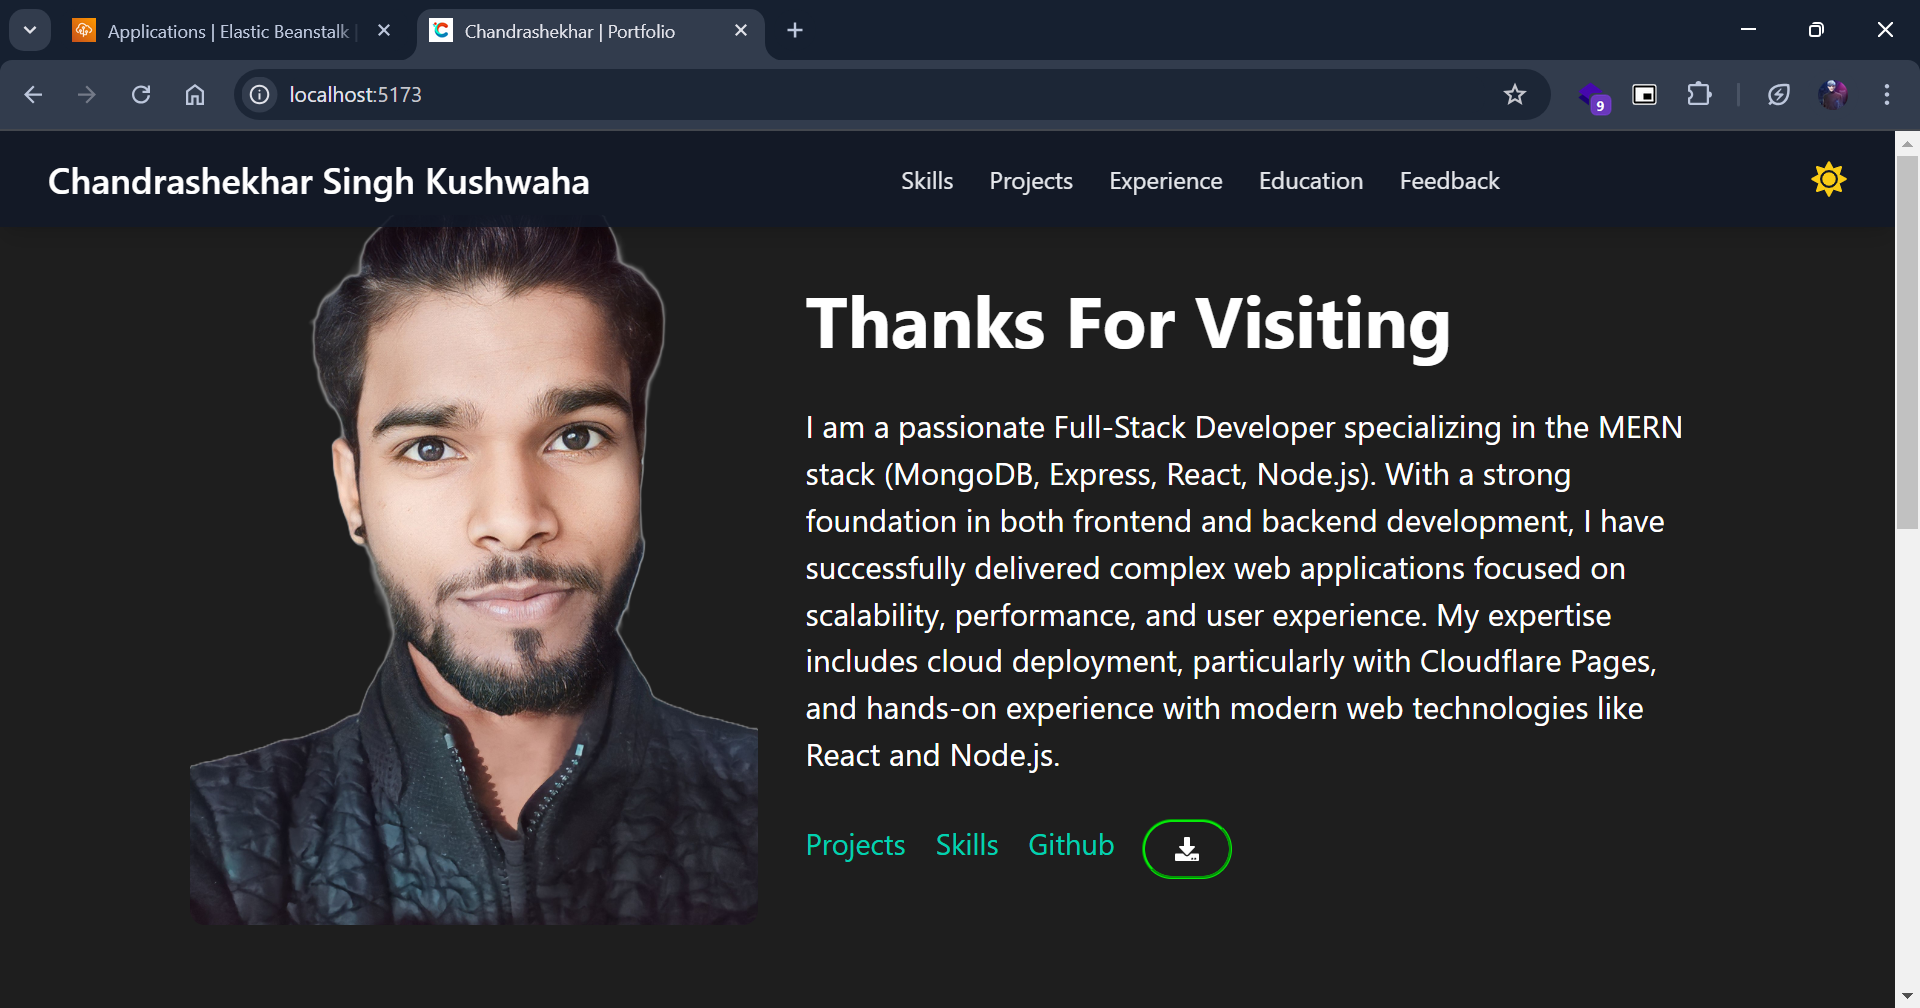 Applications | Elastic Beanstalk |
Chandrashekhar | Portfolio
localhost:5173
9
Chandrashekhar Singh Kushwaha
Skills Projects Experience Education Feedback
Thanks For Visiting
I am a passionate Full-Stack Developer specializing in the MERN
stack (MongoDB, Express, React, Node.js). With a strong
foundation in both frontend and backend development, I have
successfully delivered complex web applications focused on
scalability, performance, and user experience. My expertise
includes cloud deployment, particularly with Cloudflare Pages,
and hands-on experience with modern web technologies like
React and Node.js.
Projects Skills Github